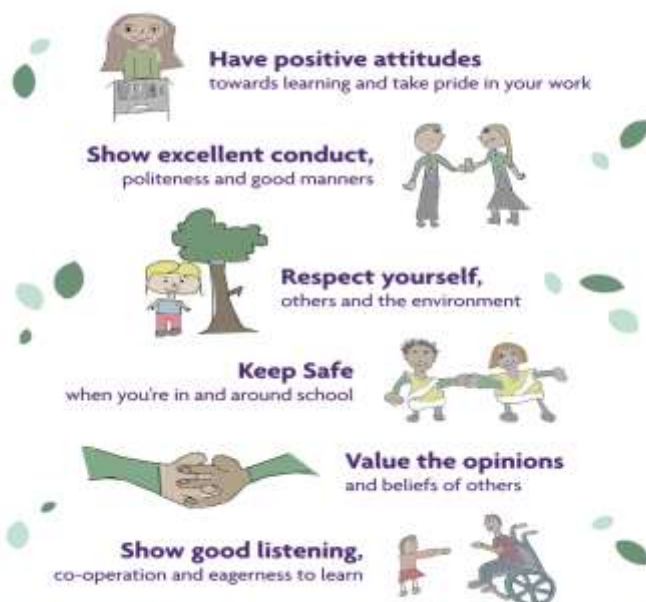 Have positive attitudes
towards learning and take pride in your work
Show excellent conduct,
politeness and good manners
Respect yourself,
others and the environment
Keep Safe
when you're in and around school
Value the opinions
and beliefs of others
Show good listening,
co-operation and eagerness to learn